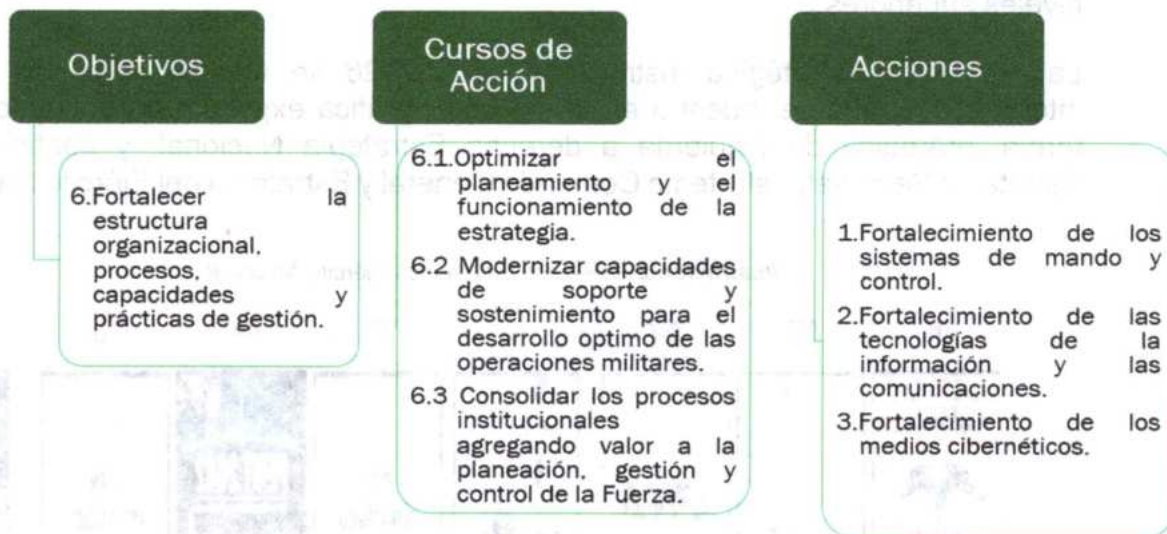 Objetivos
6.Fortalecer la
estructura
organizacional,
procesos,
capacidades y
prácticas de gestión.
Cursos de
Acción
6.1.Optimizar el
planeamiento y el
funcionamiento de la
estrategia.
6.2 Modernizar capacidades
de soporte y
sostenimiento para el
desarrollo optimo de las
operaciones militares.
6.3 Consolidar los procesos
institucionales
agregando valor a la
planeación, gestión y
control de la Fuerza.
Acciones
1.Fortalecimiento de los
sistemas de mando y
control.
2.Fortalecimiento de las
tecnologías de la
información y las
comunicaciones.
3.Fortalecimiento de los
medios cibernéticos.